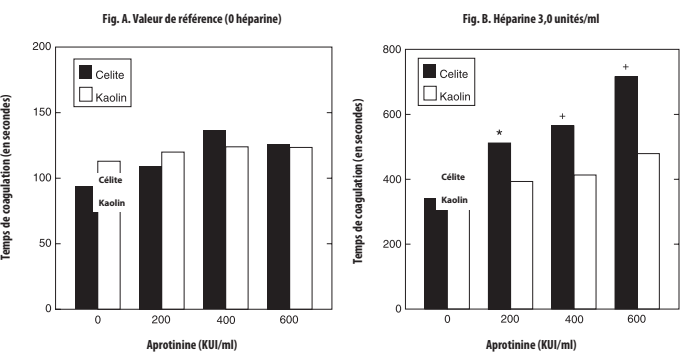 Fig. A. Valeur de référence (0 héparine)
Temps de coagulation (en secondes)
200
150
100
50
0
Celite
Kaolin
Célite
Kaolin
0 200 400 600
Aprotinine (KUI/ml)
Fig. B. Héparine 3,0 unités/ml
Temps de coagulation (en secondes)
800
600
400
200
0
Celite
Kaolin
Célite
Kaolin
*
+
+
0 200 400 600
Aprotinine (KUI/ml)